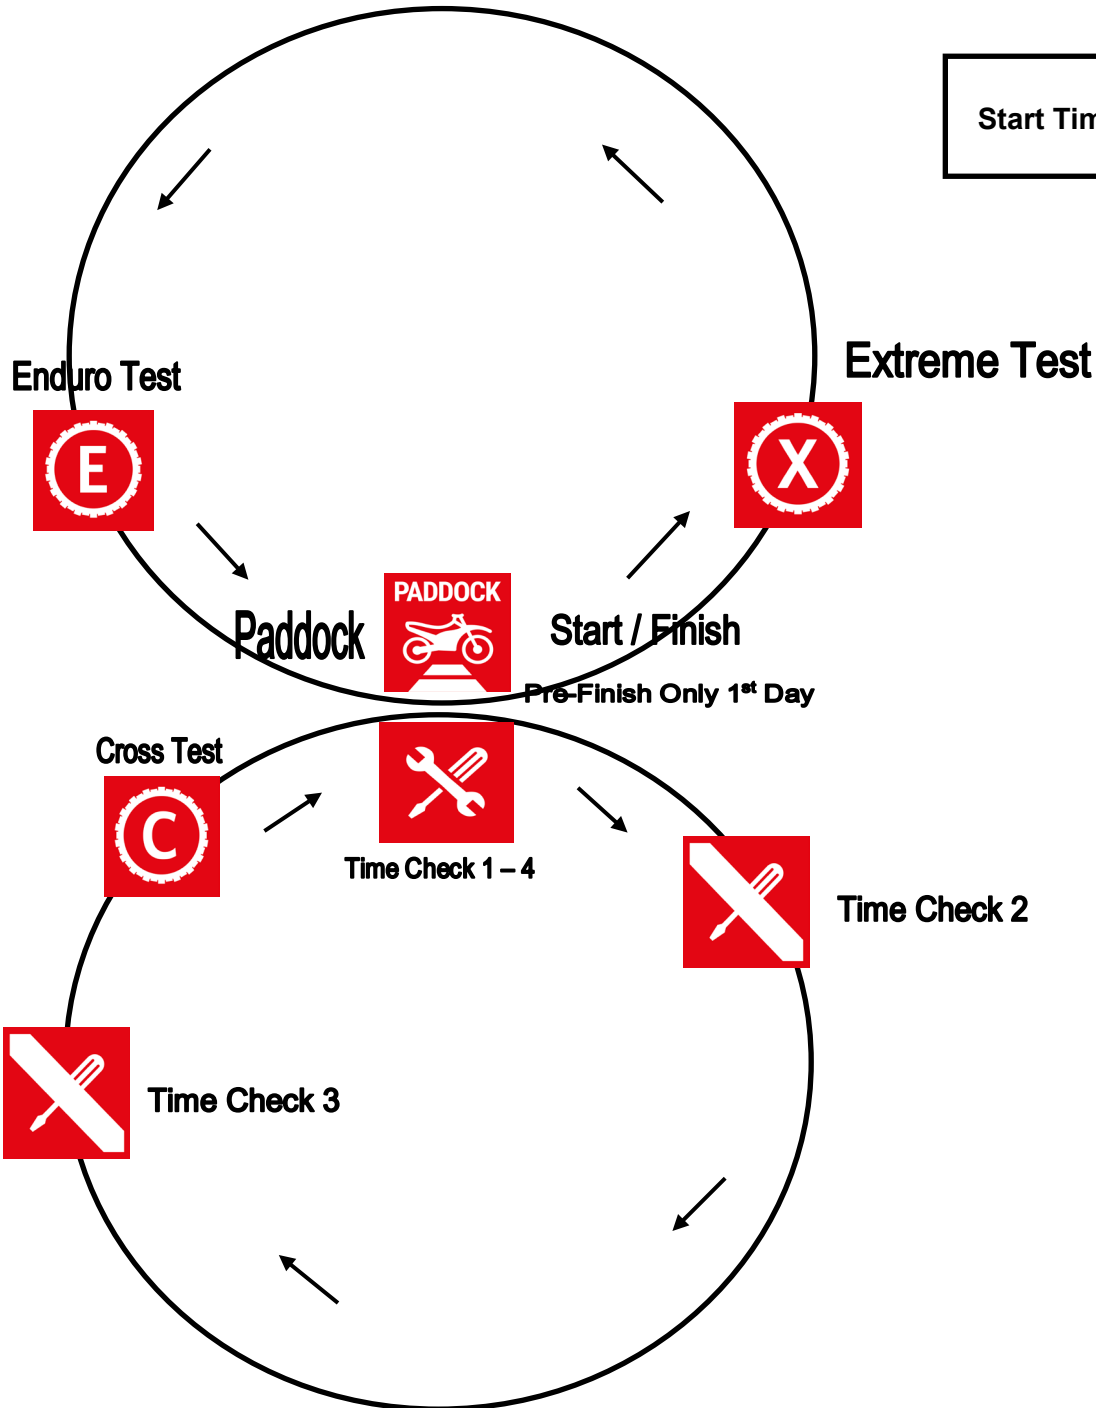 Start
Enduro Test
Extreme Test
E
X
PADDOCK
Paddock
Start / Finish
Pre-Finish Only 1st Day
Cross Test
C
Time Check 1 – 4
Time Check 2
Time Check 3